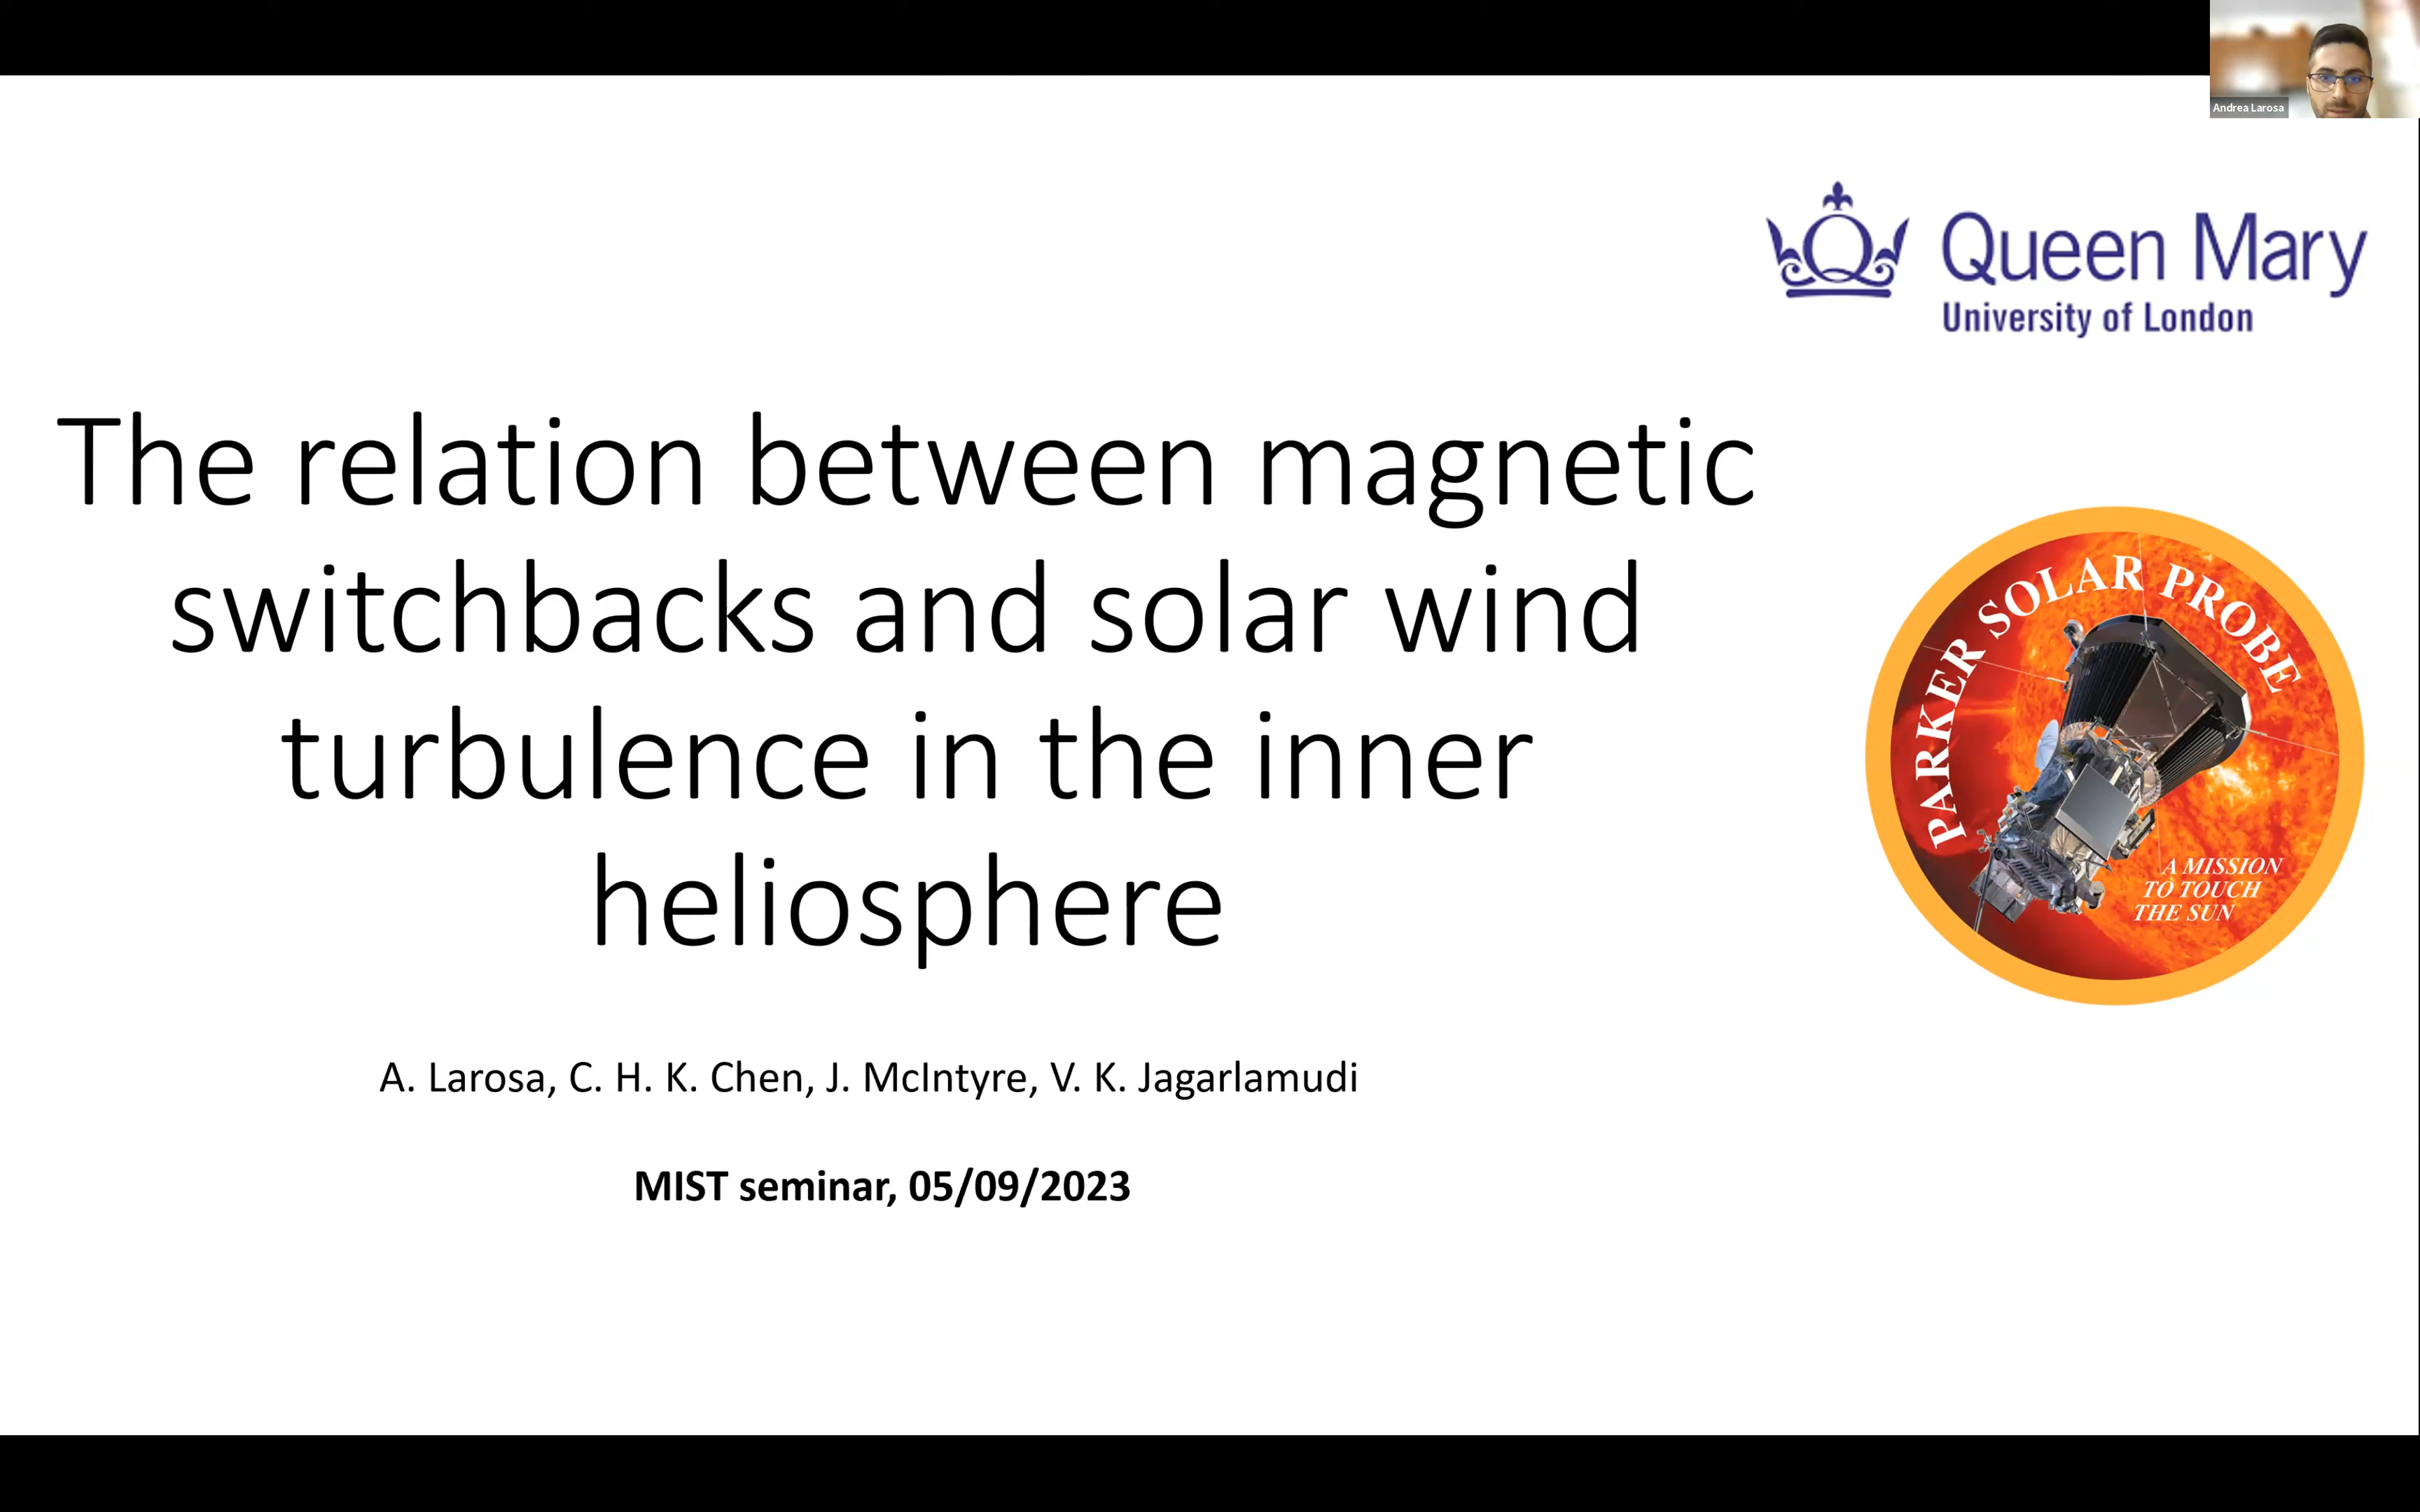 Andrea Larosa
Queen Mary
University of London
The relation between magnetic
switchbacks and solar wind
turbulence in the inner
heliosphere
PARKER SOLAR PROBE
A MISSION
TO TOUCH
THE SUN
A. Larosa, C. H. K. Chen, J. McIntyre, V. K. Jagarlamudi
MIST seminar, 05/09/2023